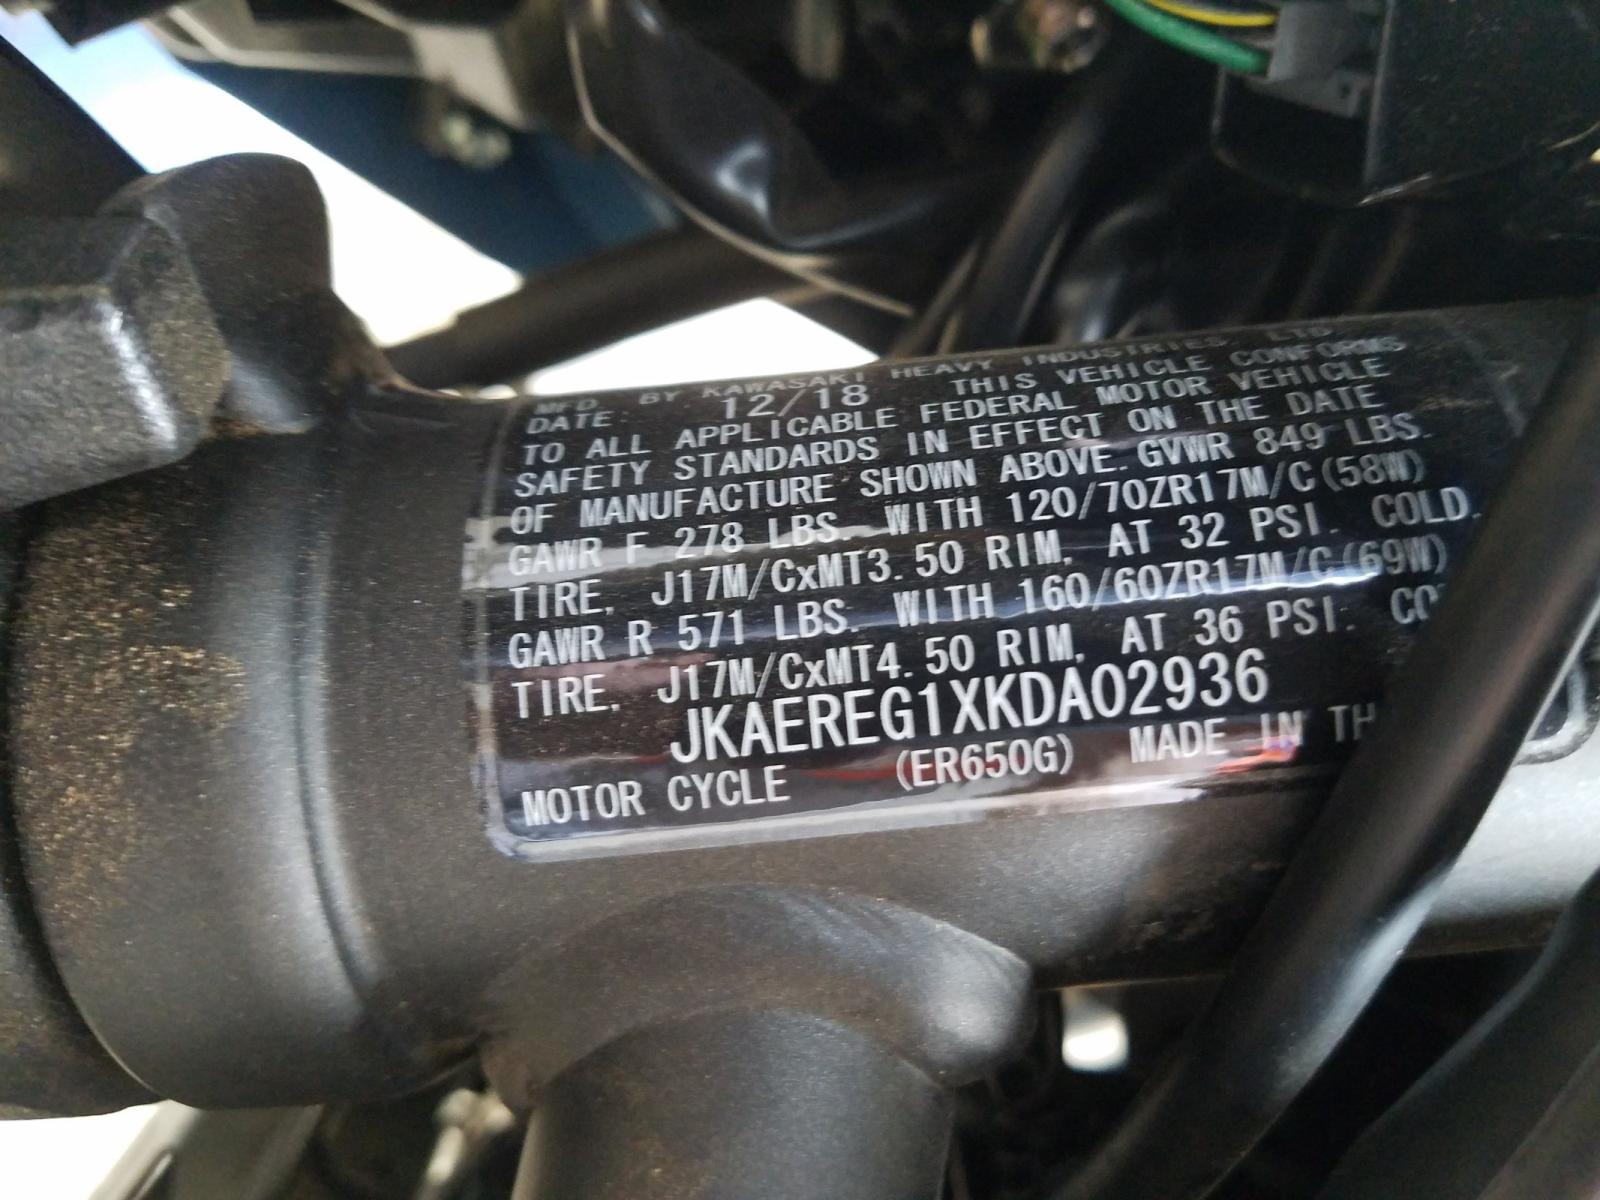 MFD. BY KAWASAKI HEAVY INDUSTRIES, LTD.
DATE: 12/18 THIS VEHICLE CONFORMS
TO ALL APPLICABLE FEDERAL MOTOR VEHICLE
SAFETY STANDARDS IN EFFECT ON THE DATE
OF MANUFACTURE SHOWN ABOVE. GVWR 849 LBS.
GAWR F 278 LBS. WITH 120/70ZR17M/C(58W)
TIRE, J17M/CxMT3.50 RIM, AT 32 PSI. COLD.
GAWR R 571 LBS. WITH 160/60ZR17M/C(69W)
TIRE, J17M/CxMT4.50 RIM, AT 36 PSI.
JKAEREG1XKDA02936
MOTOR CYCLE (ER650G) MADE IN